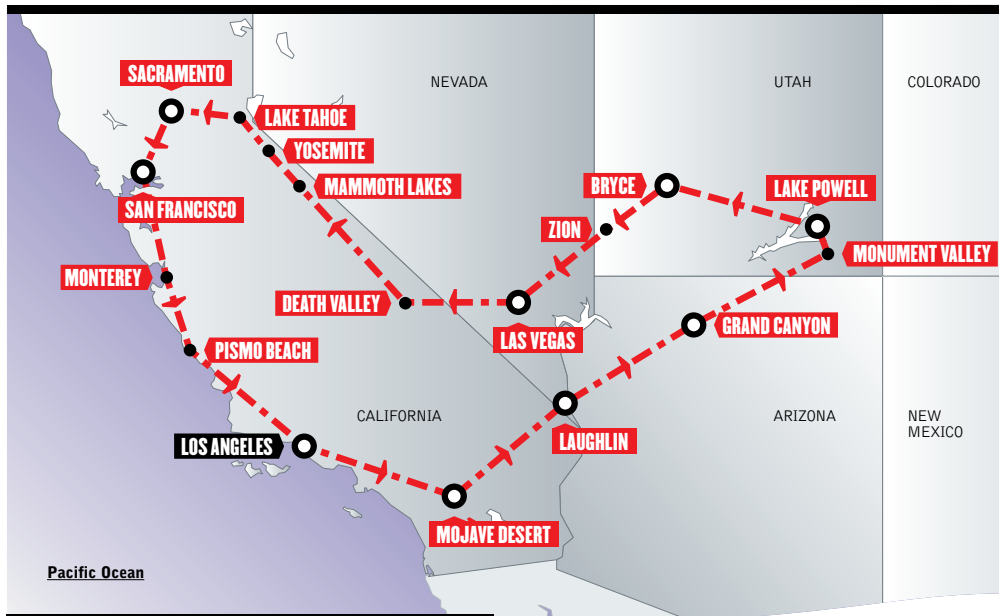 SACRAMENTO
NEVADA
UTAH
COLORADO
LAKE TAHOE
YOSEMITE
MAMMOTH LAKES
BRYCE
LAKE POWELL
SAN FRANCISCO
ZION
MONUMENT VALLEY
MONTEREY
DEATH VALLEY
LAS VEGAS
GRAND CANYON
PISMO BEACH
CALIFORNIA
ARIZONA
NEW
MEXICO
LOS ANGELES
LAUGHLIN
MOJAVE DESERT
Pacific Ocean